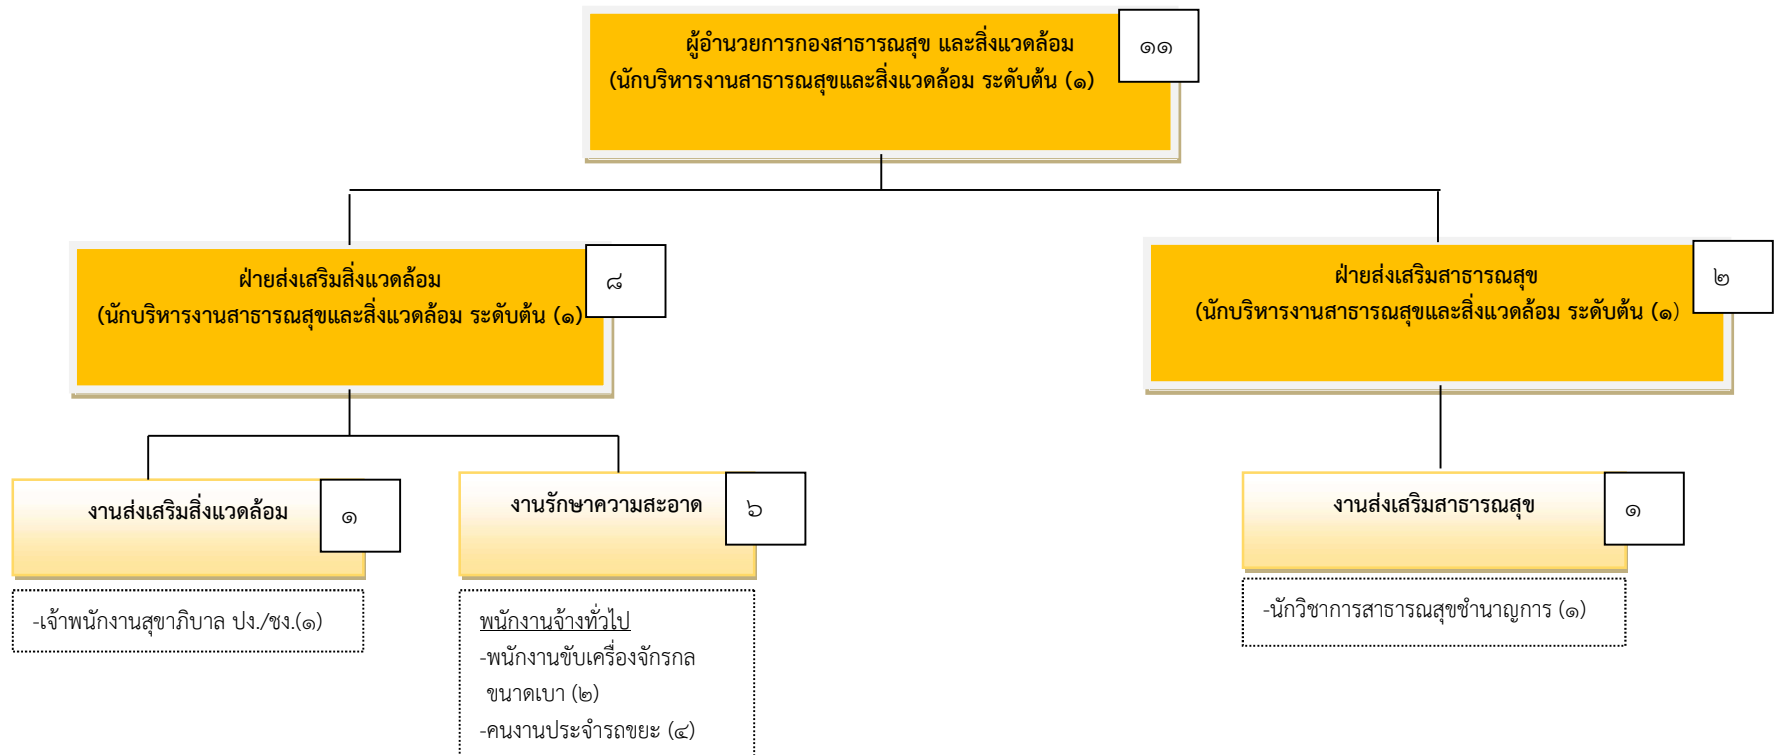 ผู้อำนวยการกองสาธารณสุข และสิ่งแวดล้อม
(นักบริหารงานสาธารณสุขและสิ่งแวดล้อม ระดับต้น (๑)
๑๑
ฝ่ายส่งเสริมสิ่งแวดล้อม
(นักบริหารงานสาธารณสุขและสิ่งแวดล้อม ระดับต้น (๑)
๘
ฝ่ายส่งเสริมสาธารณสุข
(นักบริหารงานสาธารณสุขและสิ่งแวดล้อม ระดับต้น (๑)
๒
งานส่งเสริมสิ่งแวดล้อม
๑
-เจ้าพนักงานสุขาภิบาล ปง./ชง.(๑)
งานรักษาความสะอาด
๖
พนักงานจ้างทั่วไป
-พนักงานขับเครื่องจักรกล
ขนาดเบา (๒)
-คนงานประจำรถขยะ (๔)
งานส่งเสริมสาธารณสุข
๑
-นักวิชาการสาธารณสุขชำนาญการ (๑)